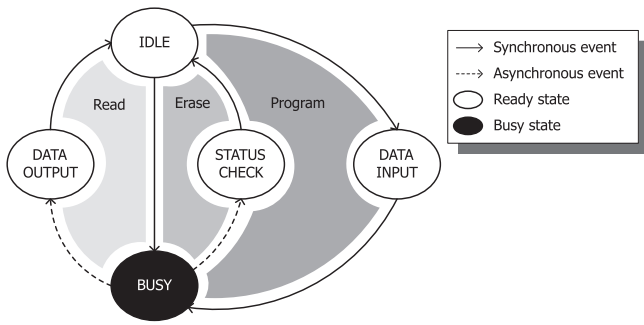 IDLE
Read
Erase
Program
DATA
OUTPUT
STATUS
CHECK
DATA
INPUT
BUSY
Synchronous event
Asynchronous event
Ready state
Busy state